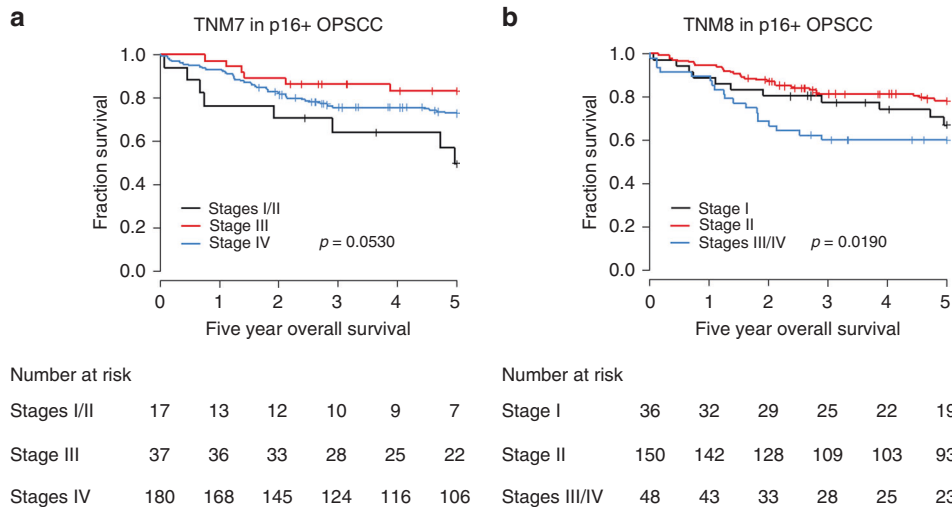 a
TNM7 in p16+ OPSCC
1.0
0.8
0.6
0.4
0.2
0.0
Fraction survival
Stages I/II
Stage III
Stage IV
p = 0.0530
0 1 2 3 4 5
Five year overall survival
Number at risk
Stages I/II 17 13 12 10 9 7
Stage III 37 36 33 28 25 22
Stages IV 180 168 145 124 116 106
b
TNM8 in p16+ OPSCC
1.0
0.8
0.6
0.4
0.2
0.0
Fraction survival
Stage I
Stage II
Stages III/IV
p = 0.0190
0 1 2 3 4 5
Five year overall survival
Number at risk
Stage I 36 32 29 25 22 19
Stage II 150 142 128 109 103 93
Stages III/IV 48 43 33 28 25 23